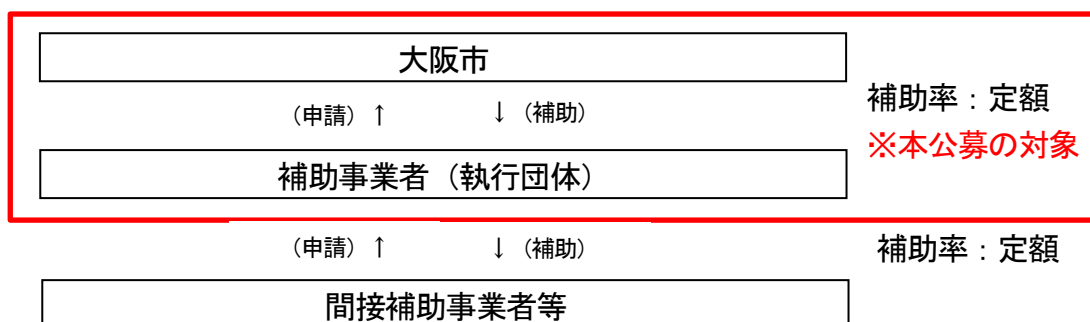 大阪市
(申請)↑ ↓(補助)
補助率:定額
※本公募の対象
補助事業者(執行団体)
(申請)↑ ↓(補助)
補助率:定額
間接補助事業者等